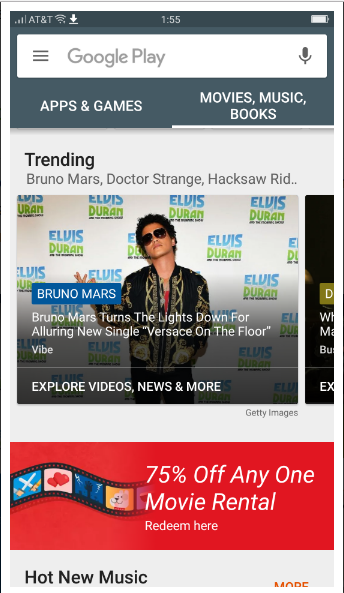 AT&T 1:55
Google Play
APPS & GAMES
MOVIES, MUSIC,
BOOKS
Trending
Bruno Mars, Doctor Strange, Hacksaw Rid..
ELVIS DURAN
BRUNO MARS
Bruno Mars Turns The Lights Down For
Alluring New Single “Versace On The Floor”
Vibe
EXPLORE VIDEOS, NEWS & MORE
D
Wh
Ma
Bus
EX
Getty Images
75% Off Any One
Movie Rental
Redeem here
Hot New Music
MORE